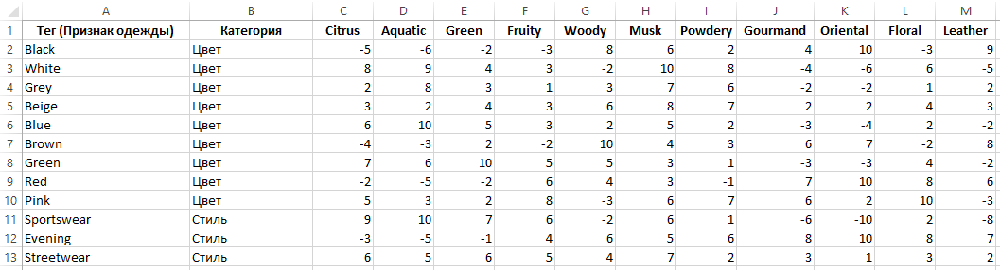 A B C D E F G H I J K L M
1 Тег (Признак одежды) Категория Citrus Aquatic Green Fruity Woody Musk Powdery Gourmand Oriental Floral Leather
2 Black Цвет -5 -6 -2 -3 8 6 2 4 10 -3 9
3 White Цвет 8 9 4 3 -2 10 8 -4 -6 6 -5
4 Grey Цвет 2 8 3 1 3 7 6 -2 -2 1 2
5 Beige Цвет 3 2 4 3 6 8 7 2 2 4 3
6 Blue Цвет 6 10 5 3 2 5 2 -3 -4 2 -2
7 Brown Цвет -4 -3 2 -2 10 4 3 6 7 -2 8
8 Green Цвет 7 6 10 5 5 3 1 -3 -3 4 -2
9 Red Цвет -2 -5 -2 6 4 3 -1 7 10 8 6
10 Pink Цвет 5 3 2 8 -3 6 7 6 2 10 -3
11 Sportswear Стиль 9 10 7 6 -2 6 1 -6 -10 2 -8
12 Evening Стиль -3 -5 -1 4 6 5 6 8 10 8 7
13 Streetwear Стиль 6 5 6 5 4 7 2 3 1 3 2